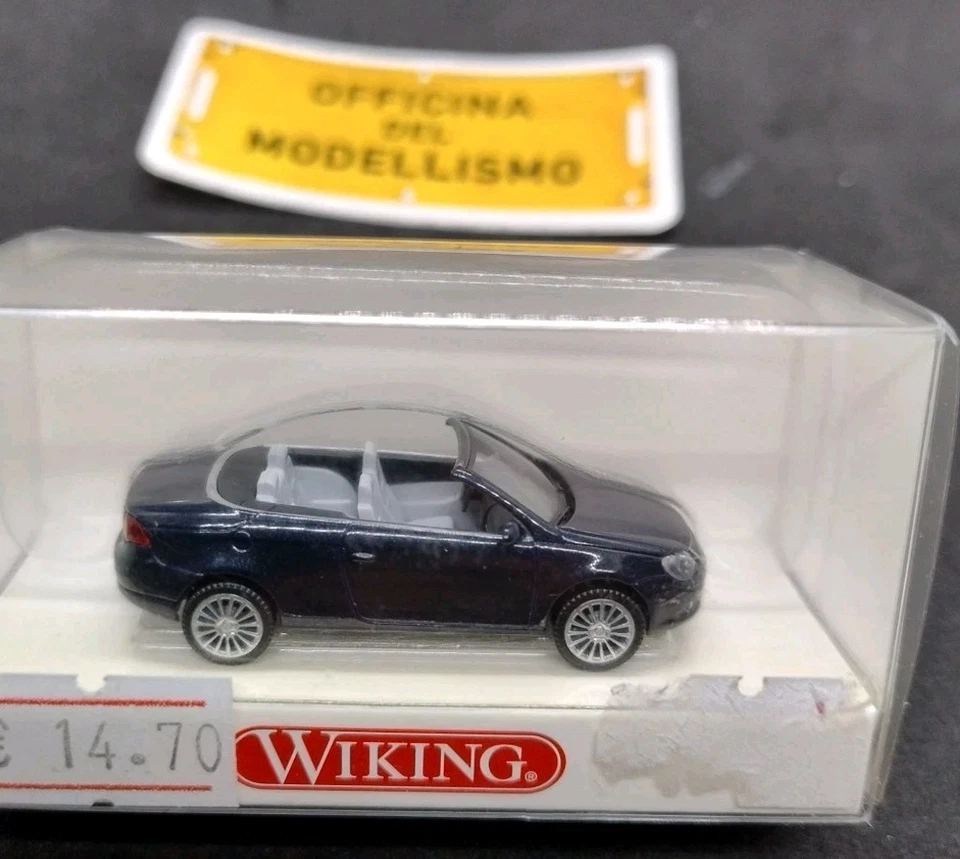 OFFICINA
DEL
MODELLISMO
€ 14.70
WIKING®